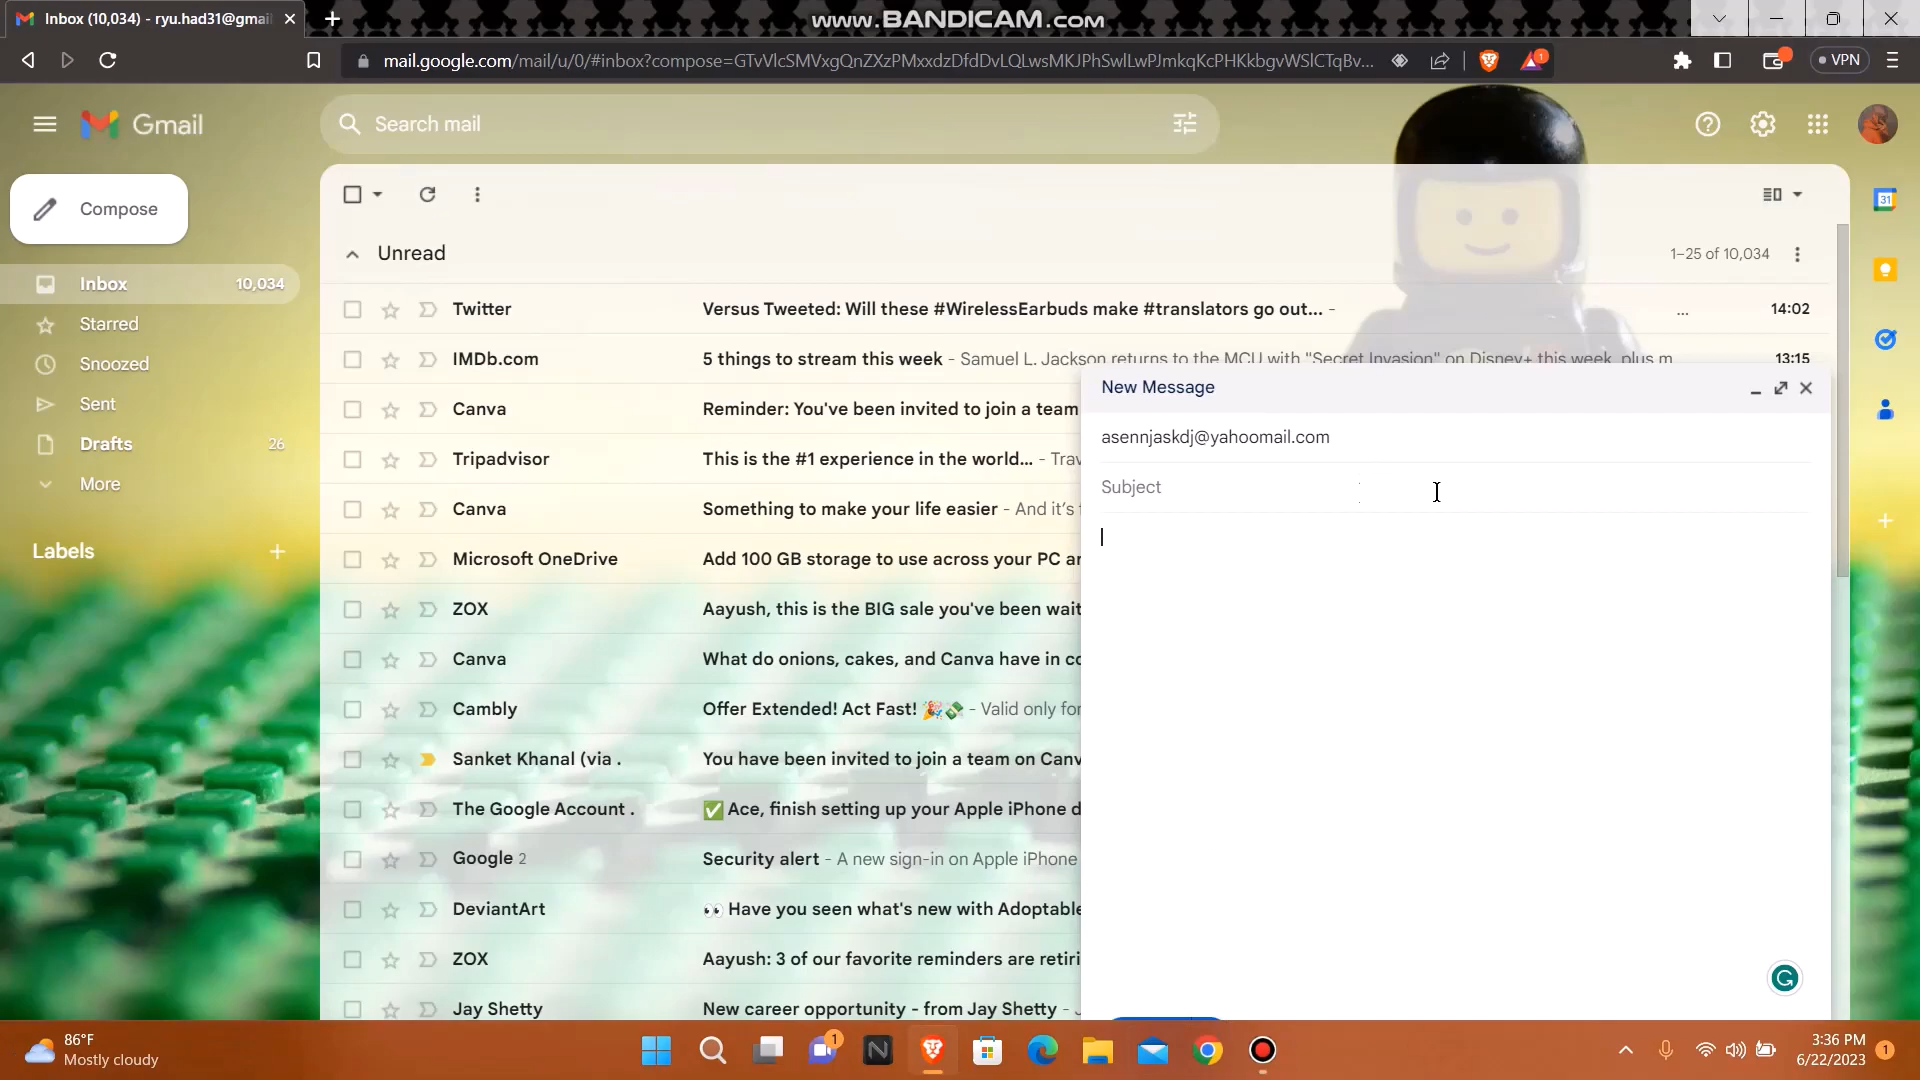 Inbox (10,034) - ryu.had31@gmai
www.BANDICAM.com
mail.google.com/mail/u/0/#inbox?compose=GTvVlcSMVxgQnZXzPMxxdzDfdDvLQLwsMKJPhSwlLwPJmkqKcPHKkbgvWSlCTqBv...
1
VPN
Gmail
Search mail
Compose
31
Unread
1–25 of 10,034
Inbox 10,034
Starred
Snoozed
Sent
Drafts 26
More
Labels
Twitter Versus Tweeted: Will these #WirelessEarbuds make #translators go out... - ... 14:02
IMDb.com 5 things to stream this week - Samuel L. Jackson returns to the MCU with "Secret Invasion" on Disney+ this week, plus m 13:15
Canva Reminder: You've been invited to join a team
Tripadvisor This is the #1 experience in the world... - Trav
Canva Something to make your life easier - And it's
Microsoft OneDrive Add 100 GB storage to use across your PC an
ZOX Aayush, this is the BIG sale you've been wait
Canva What do onions, cakes, and Canva have in co
Cambly Offer Extended! Act Fast! 🎉💸 - Valid only for
Sanket Khanal (via . You have been invited to join a team on Canv
The Google Account . ✅ Ace, finish setting up your Apple iPhone d
Google 2 Security alert - A new sign-in on Apple iPhone
DeviantArt 👀 Have you seen what's new with Adoptable
ZOX Aayush: 3 of our favorite reminders are retiri
Jay Shetty New career opportunity - from Jay Shetty -
New Message
asennjaskdj@yahoomail.com
Subject
86°F
Mostly cloudy
1
3:36 PM
6/22/2023
1